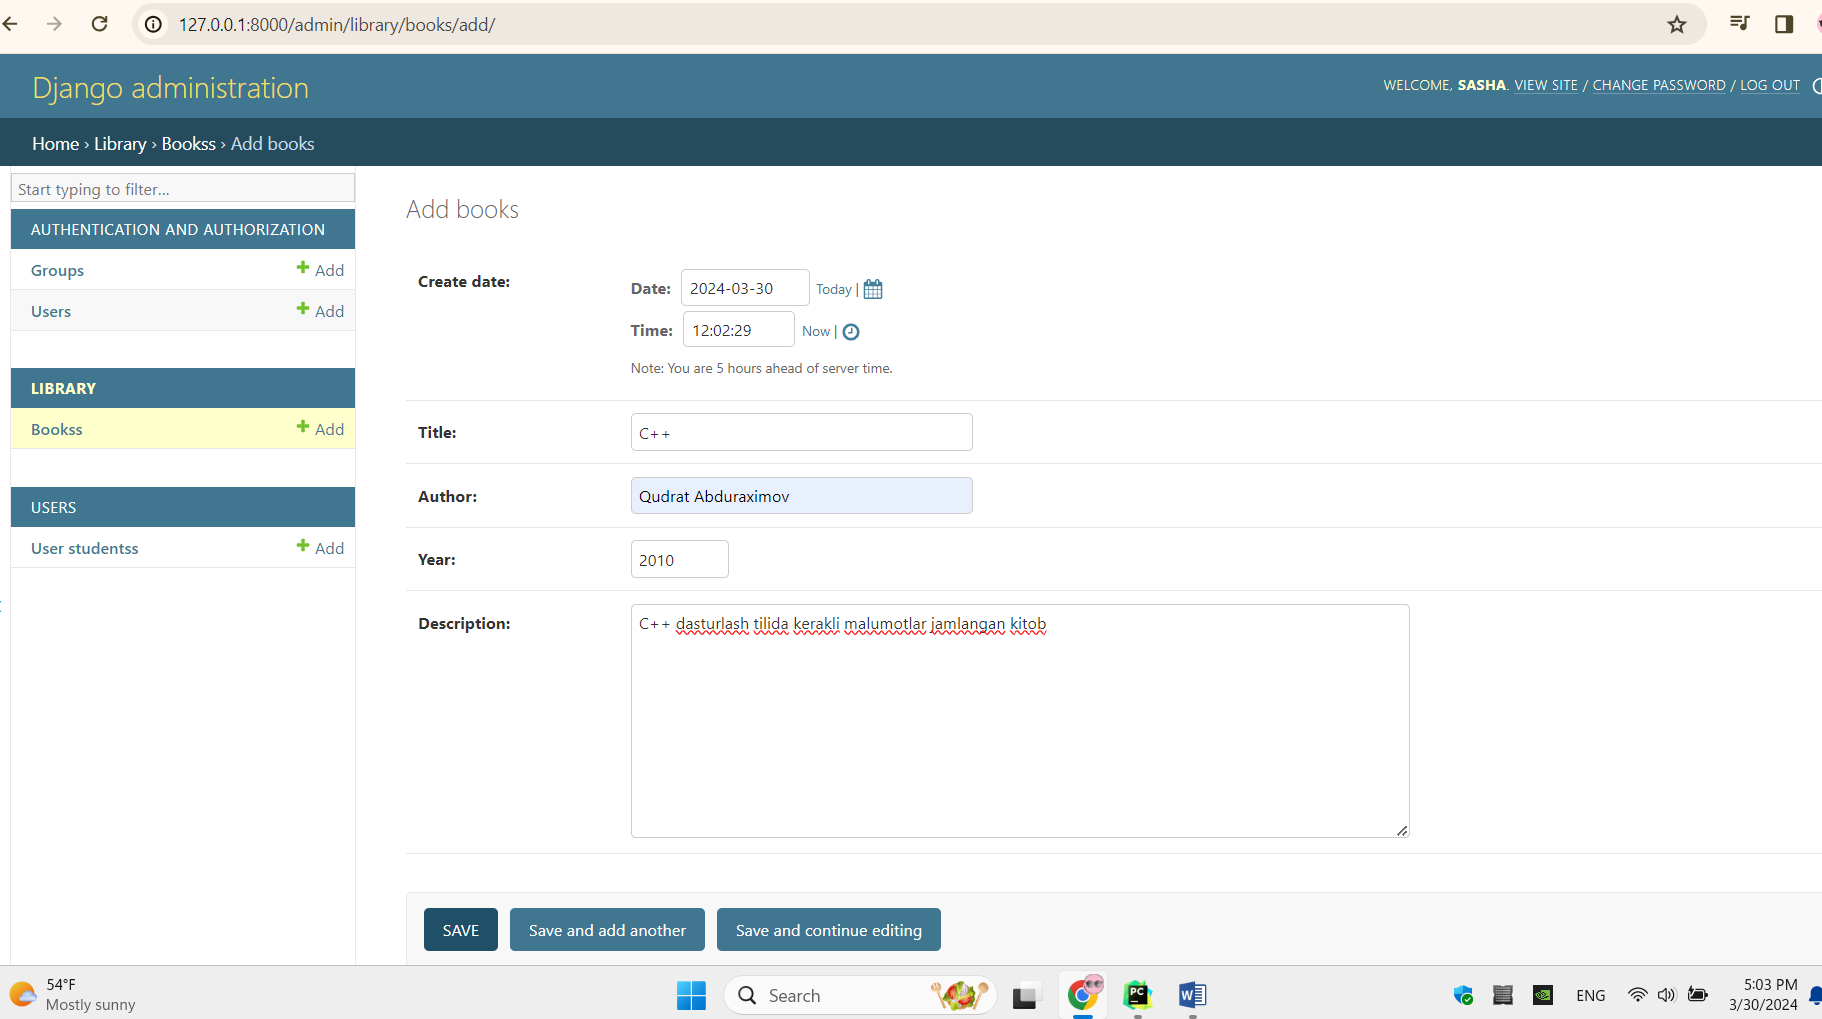 127.0.0.1:8000/admin/library/books/add/
Django administration
WELCOME, SASHA. VIEW SITE / CHANGE PASSWORD / LOG OUT
Home › Library › Bookss › Add books
Start typing to filter...
AUTHENTICATION AND AUTHORIZATION
Groups Add
Users Add
LIBRARY
Bookss Add
USERS
User studentss Add
Add books
Create date:
Date: 2024-03-30 Today |
Time: 12:02:29 Now |
Note: You are 5 hours ahead of server time.
Title: C++
Author: Qudrat Abduraximov
Year: 2010
Description: C++ dasturlash tilida kerakli malumotlar jamlangan kitob
SAVE Save and add another Save and continue editing
54°F
Mostly sunny
Search
PC
W
ENG
5:03 PM
3/30/2024